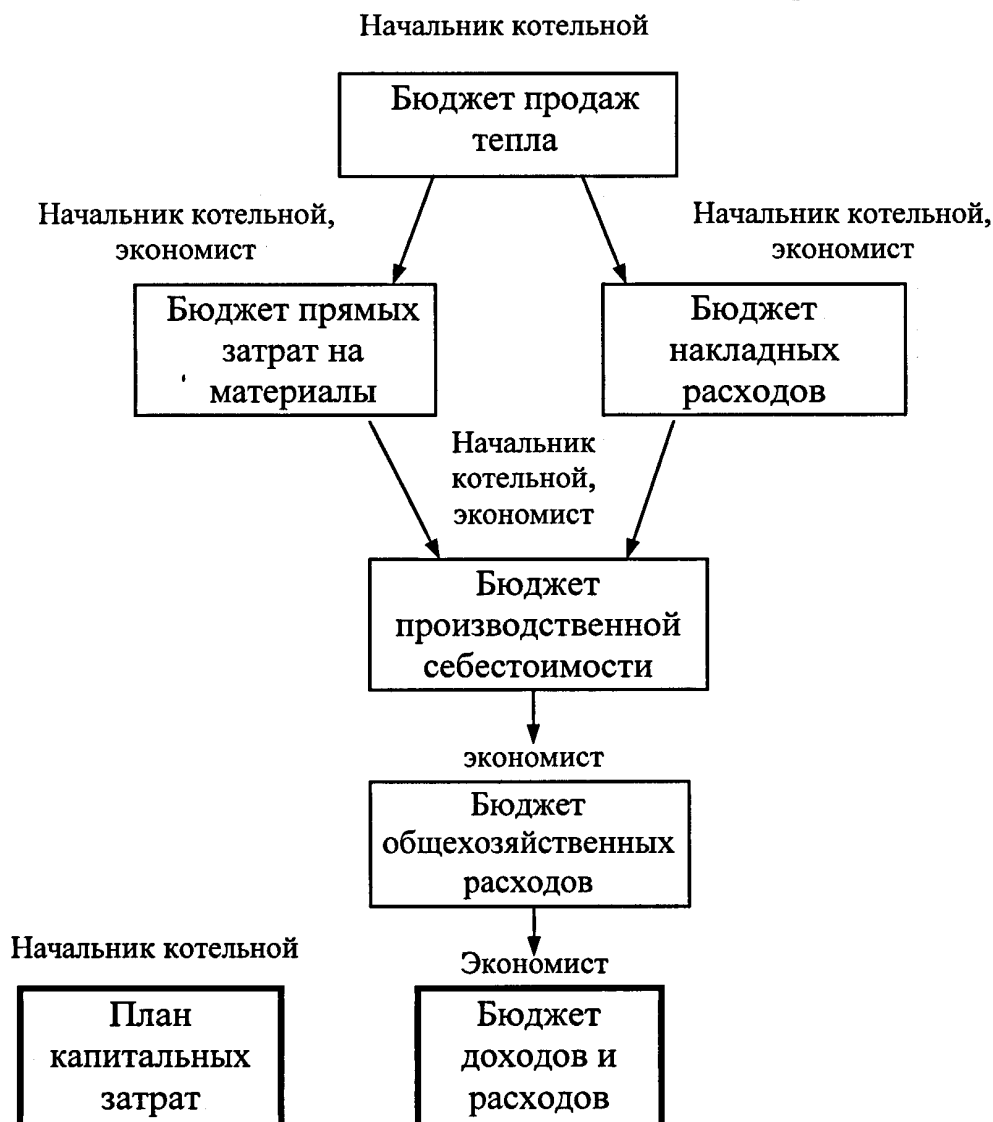 Начальник котельной
Бюджет продаж
тепла
Начальник котельной,
экономист
Начальник котельной,
экономист
Бюджет прямых
затрат на
материалы
Бюджет
накладных
расходов
Начальник
котельной,
экономист
Бюджет
производственной
себестоимости
экономист
Бюджет
общехозяйственных
расходов
Начальник котельной
Экономист
План
капитальных
затрат
Бюджет
доходов и
расходов